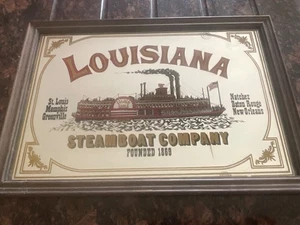 LOUISIANA
St. Louis
Memphis
Greenville
Natchez
Baton Rouge
New Orleans
STEAMBOAT COMPANY